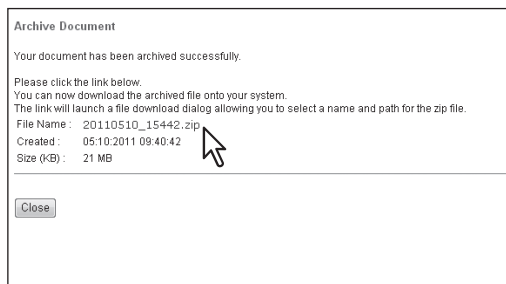 Archive Document
Your document has been archived successfully.
Please click the link below.
You can now download the archived file onto your system.
The link will launch a file download dialog allowing you to select a name and path for the zip file.
File Name : 20110510_15442.zip
Created : 05:10:2011 09:40:42
Size (KB) : 21 MB
Close